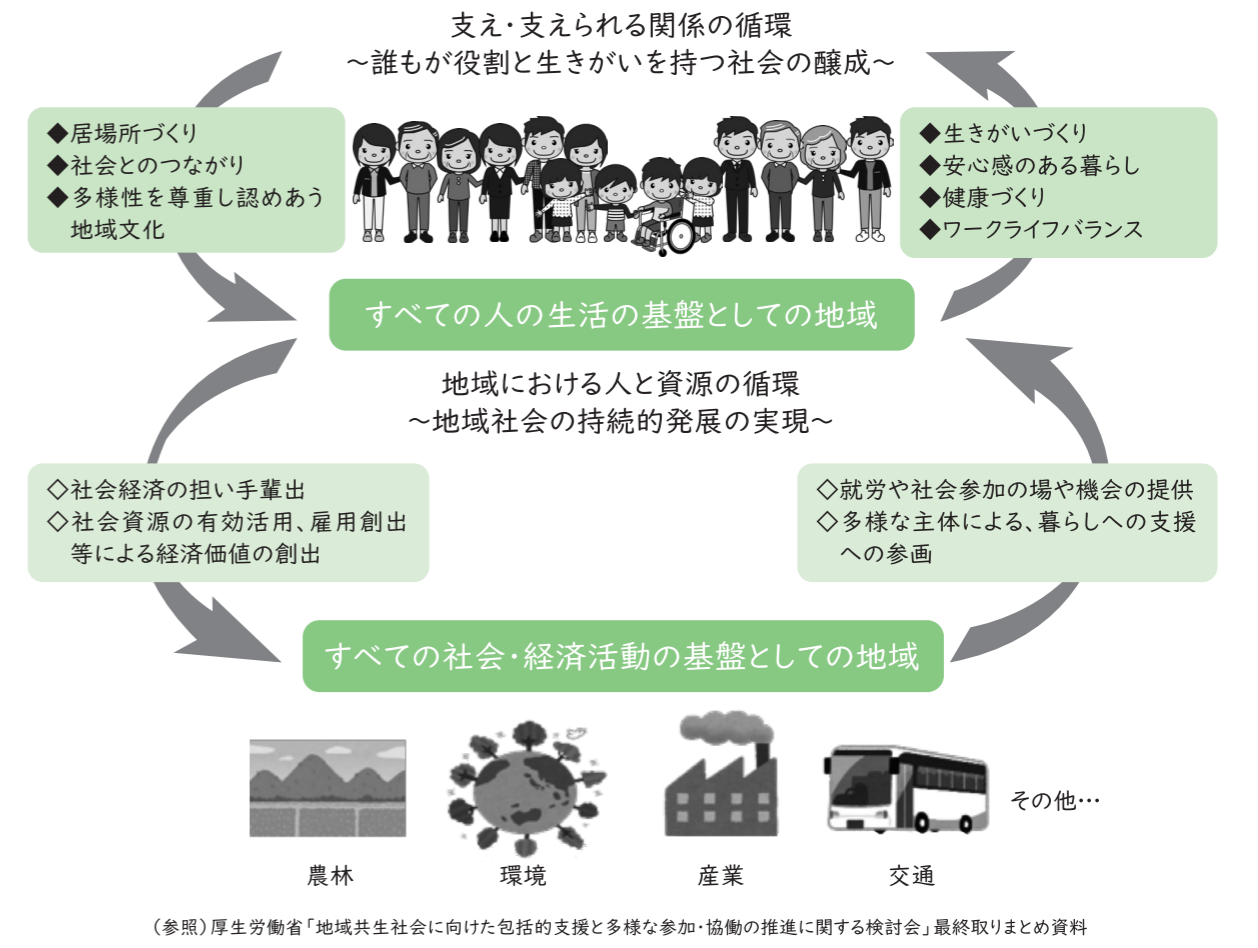 支え・支えられる関係の循環
～誰もが役割と生きがいを持つ社会の醸成～
◆居場所づくり
◆社会とのつながり
◆多様性を尊重し認めあう
地域文化
◆生きがいづくり
◆安心感のある暮らし
◆健康づくり
◆ワークライフバランス
すべての人の生活の基盤としての地域
地域における人と資源の循環
～地域社会の持続的発展の実現～
◇社会経済の担い手輩出
◇社会資源の有効活用、雇用創出
等による経済価値の創出
◇就労や社会参加の場や機会の提供
◇多様な主体による、暮らしへの支援
への参画
すべての社会・経済活動の基盤としての地域
農林
環境
産業
交通
その他…
（参照）厚生労働省「地域共生社会に向けた包括的支援と多様な参加・協働の推進に関する検討会」最終取りまとめ資料